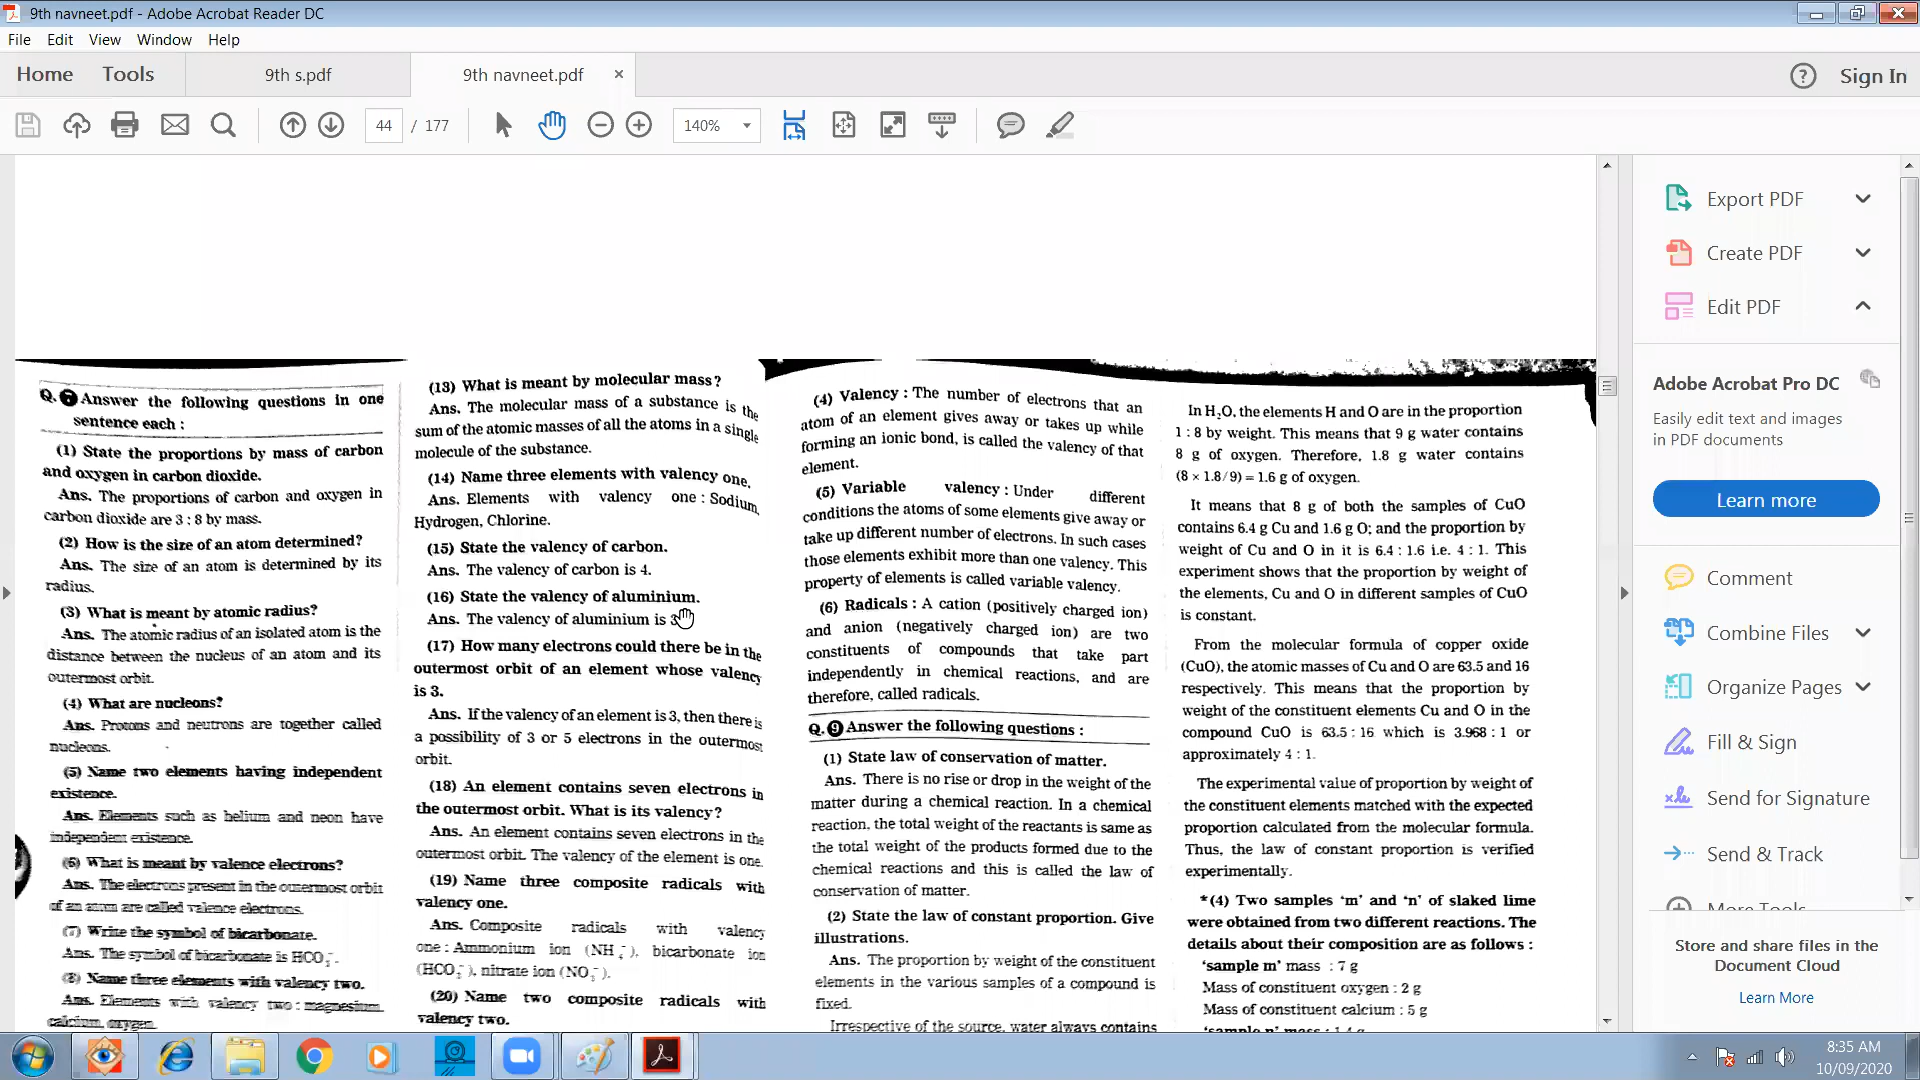 9th navneet.pdf - Adobe Acrobat Reader DC
File Edit View Window Help
Home Tools 9th s.pdf 9th navneet.pdf × Sign In
44 / 177 140%
Q. 7 Answer the following questions in one
sentence each :
(1) State the proportions by mass of carbon
and oxygen in carbon dioxide.
Ans. The proportions of carbon and oxygen in
carbon dioxide are 3 : 8 by mass.
(2) How is the size of an atom determined?
Ans. The size of an atom is determined by its
radius.
(3) What is meant by atomic radius?
Ans. The atomic radius of an isolated atom is the
distance between the nucleus of an atom and its
outermost orbit.
(4) What are nucleons?
Ans. Protons and neutrons are together called
nucleons.
(5) Name two elements having independent
existence.
Ans. Elements such as helium and neon have
independent existence.
(6) What is meant by valence electrons?
Ans. The electrons present in the outermost orbit
of an atom are called valence electrons.
(7) Write the symbol of bicarbonate.
Ans. The symbol of bicarbonate is HCO₃⁻.
(8) Name three elements with valency two.
Ans. Elements with valency two : magnesium,
calcium, oxygen.
(13) What is meant by molecular mass?
Ans. The molecular mass of a substance is the
sum of the atomic masses of all the atoms in a single
molecule of the substance.
(14) Name three elements with valency one.
Ans. Elements with valency one : Sodium,
Hydrogen, Chlorine.
(15) State the valency of carbon.
Ans. The valency of carbon is 4.
(16) State the valency of aluminium.
Ans. The valency of aluminium is 3
(17) How many electrons could there be in the
outermost orbit of an element whose valency
is 3.
Ans. If the valency of an element is 3, then there is
a possibility of 3 or 5 electrons in the outermost
orbit.
(18) An element contains seven electrons in
the outermost orbit. What is its valency?
Ans. An element contains seven electrons in the
outermost orbit. The valency of the element is one.
(19) Name three composite radicals with
valency one.
Ans. Composite radicals with valency
one : Ammonium ion (NH₄⁺), bicarbonate ion
(HCO₃⁻), nitrate ion (NO₃⁻).
(20) Name two composite radicals with
valency two.
(4) Valency : The number of electrons that an
atom of an element gives away or takes up while
forming an ionic bond, is called the valency of that
element.
(5) Variable valency : Under different
conditions the atoms of some elements give away or
take up different number of electrons. In such cases
those elements exhibit more than one valency. This
property of elements is called variable valency.
(6) Radicals : A cation (positively charged ion)
and anion (negatively charged ion) are two
constituents of compounds that take part
independently in chemical reactions, and are
therefore, called radicals.
Q. 9 Answer the following questions :
(1) State law of conservation of matter.
Ans. There is no rise or drop in the weight of the
matter during a chemical reaction. In a chemical
reaction, the total weight of the reactants is same as
the total weight of the products formed due to the
chemical reactions and this is called the law of
conservation of matter.
(2) State the law of constant proportion. Give
illustrations.
Ans. The proportion by weight of the constituent
elements in the various samples of a compound is
fixed.
Irrespective of the source, water always contains
In H₂O, the elements H and O are in the proportion
1 : 8 by weight. This means that 9 g water contains
8 g of oxygen. Therefore, 1.8 g water contains
(8 × 1.8/9) = 1.6 g of oxygen.
It means that 8 g of both the samples of CuO
contains 6.4 g Cu and 1.6 g O; and the proportion by
weight of Cu and O in it is 6.4 : 1.6 i.e. 4 : 1. This
experiment shows that the proportion by weight of
the elements, Cu and O in different samples of CuO
is constant.
From the molecular formula of copper oxide
(CuO), the atomic masses of Cu and O are 63.5 and 16
respectively. This means that the proportion by
weight of the constituent elements Cu and O in the
compound CuO is 63.5 : 16 which is 3.968 : 1 or
approximately 4 : 1.
The experimental value of proportion by weight of
the constituent elements matched with the expected
proportion calculated from the molecular formula.
Thus, the law of constant proportion is verified
experimentally.
*(4) Two samples ‘m’ and ‘n’ of slaked lime
were obtained from two different reactions. The
details about their composition are as follows :
‘sample m’ mass : 7 g
Mass of constituent oxygen : 2 g
Mass of constituent calcium : 5 g
‘sample n’ mass : 1.4 g
Export PDF
Create PDF
Edit PDF
Adobe Acrobat Pro DC
Easily edit text and images
in PDF documents
Learn more
Comment
Combine Files
Organize Pages
Fill & Sign
Send for Signature
Send & Track
More Tools
Store and share files in the
Document Cloud
Learn More
8:35 AM
10/09/2020